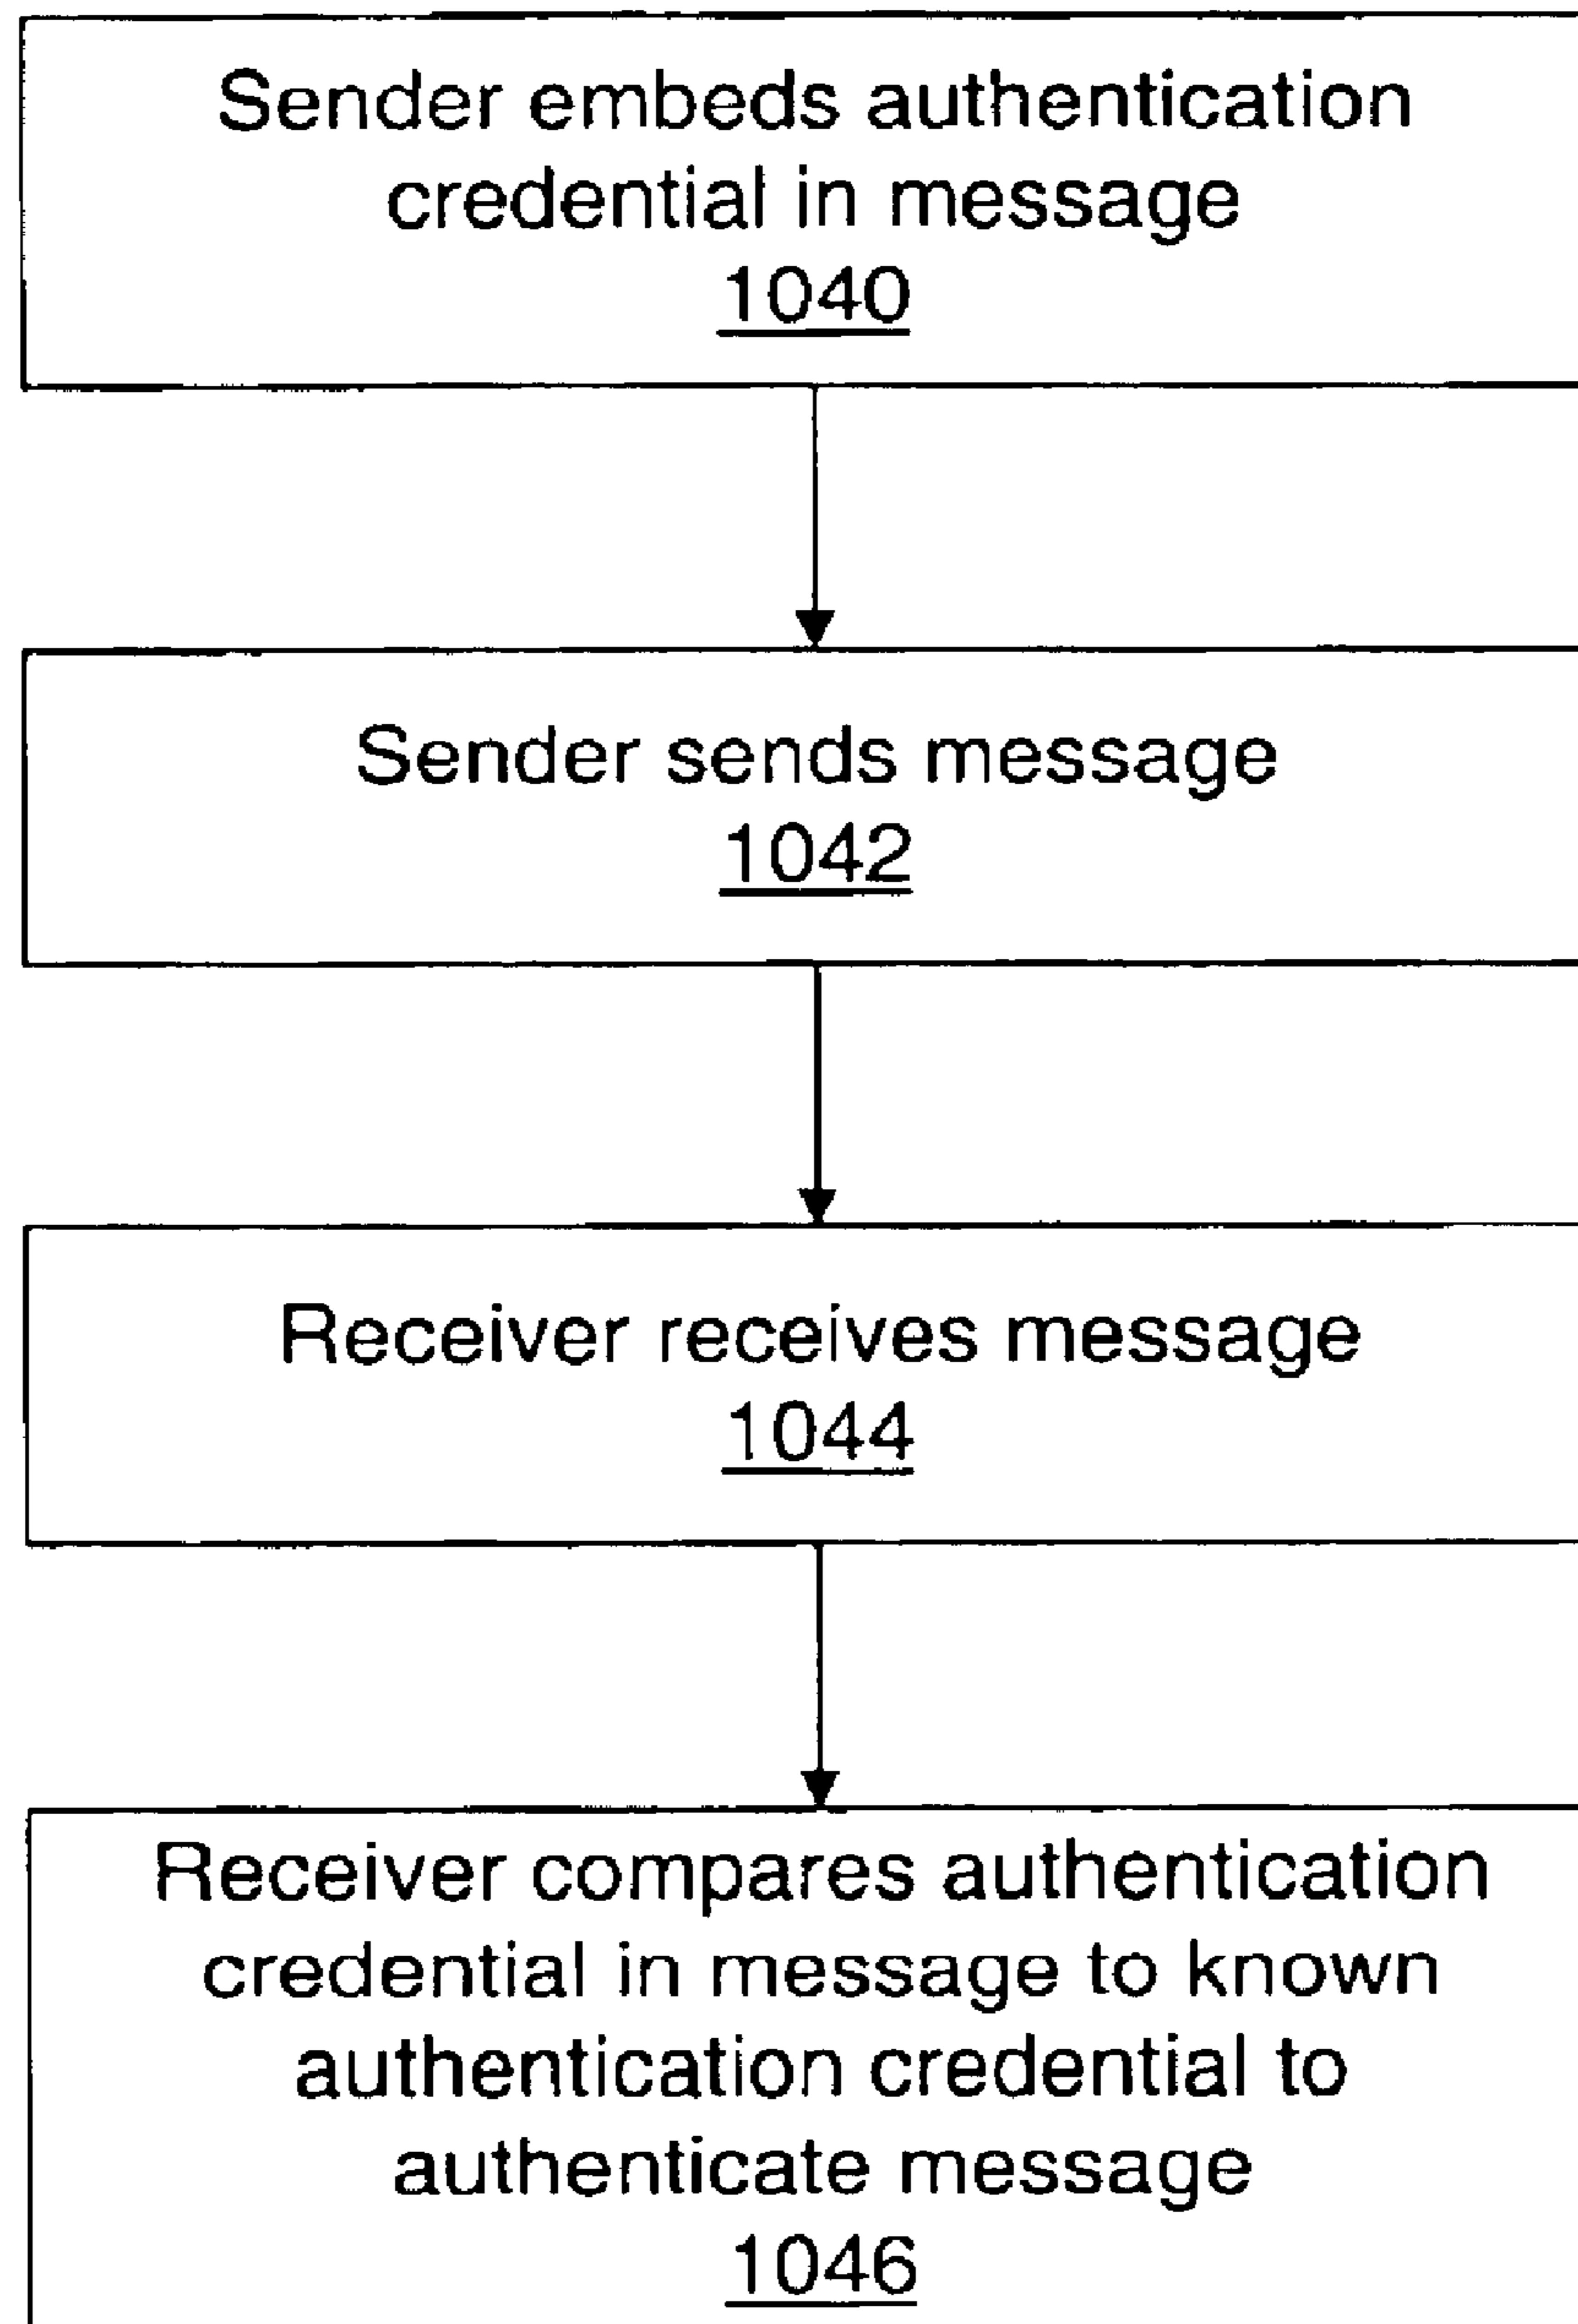 Sender embeds authentication
credential in message
1040
Sender sends message
1042
Receiver receives message
1044
Receiver compares authentication
credential in message to known
authentication credential to
authenticate message
1046